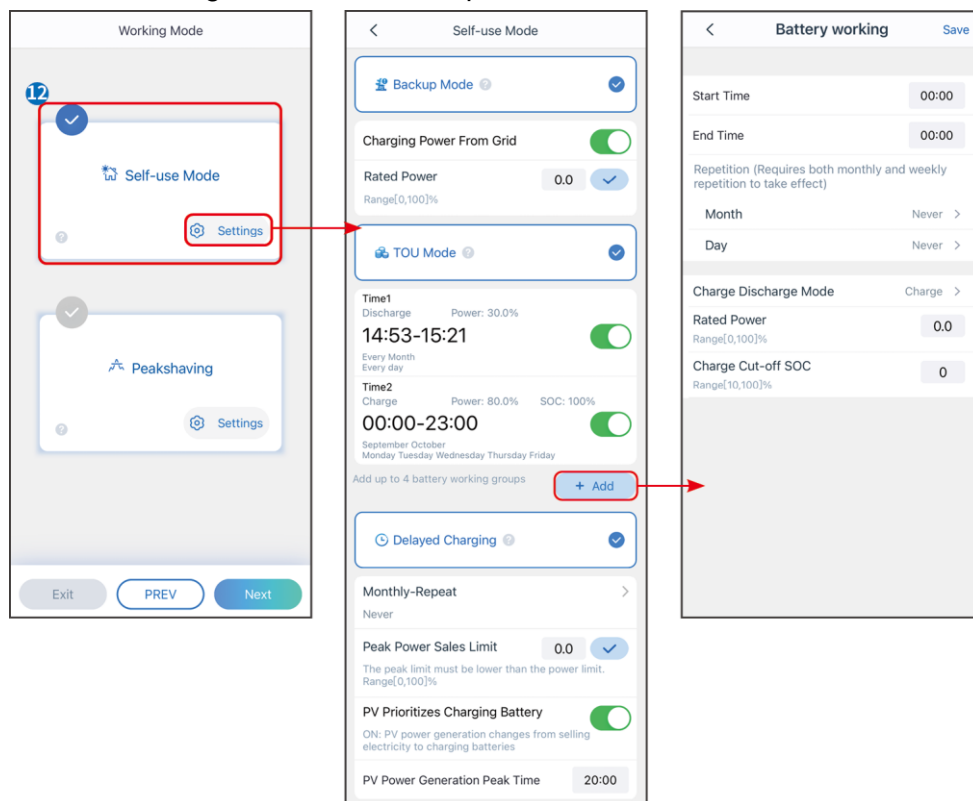 Working Mode
12
Self-use Mode
Settings
Peakshaving
Settings
Exit
PREV
Next
Self-use Mode
Backup Mode
Charging Power From Grid
Rated Power
0.0
Range[0,100]%
TOU Mode
Time1
Discharge Power: 30.0%
14:53-15:21
Every Month
Every day
Time2
Charge Power: 80.0% SOC: 100%
00:00-23:00
September October
Monday Tuesday Wednesday Thursday Friday
Add up to 4 battery working groups
+ Add
Delayed Charging
Monthly-Repeat
Never
Peak Power Sales Limit
0.0
The peak limit must be lower than the power limit.
Range[0,100]%
PV Prioritizes Charging Battery
ON: PV power generation changes from selling
electricity to charging batteries
PV Power Generation Peak Time 20:00
Battery working
Save
Start Time 00:00
End Time 00:00
Repetition (Requires both monthly and weekly
repetition to take effect)
Month Never
Day Never
Charge Discharge Mode Charge
Rated Power
0.0
Range[0,100]%
Charge Cut-off SOC
0
Range[10,100]%